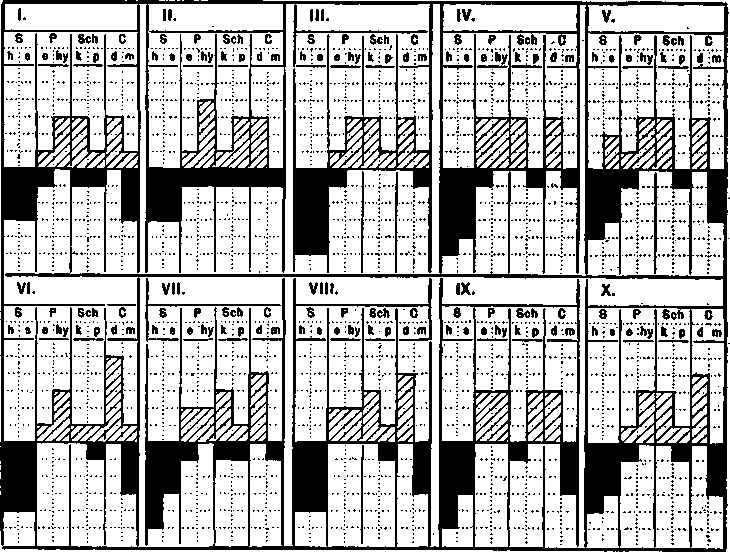 I. II. III. IV. V.
S P Sch C S P Sch C S P Sch C S P Sch C S P Sch C
h s e hy k p d m h s e hy k p d m h s e hy k p d m h s e hy k p d m h s e hy k p d m
VI. VII. VIII. IX. X.
S P Sch C S P Sch C S P Sch C S P Sch C S P Sch C
h s e hy k p d m h s e hy k p d m h s e hy k p d m h s e hy k p d m h s e hy k p d m